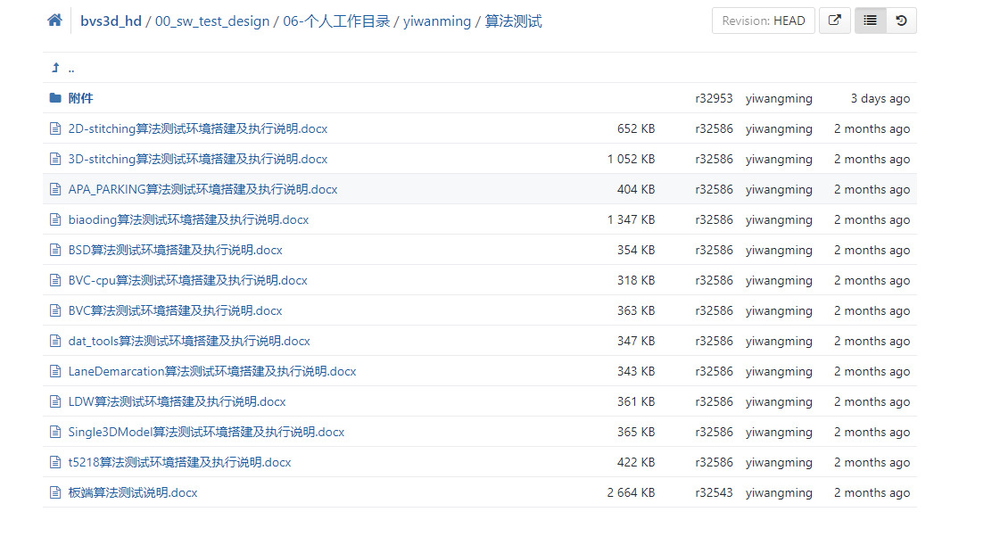 bvs3d_hd / 00_sw_test_design / 06-个人工作目录 / yiwanming / 算法测试 Revision: HEAD
..
附件 r32953 yiwangming 3 days ago
2D-stitching算法测试环境搭建及执行说明.docx 652 KB r32586 yiwangming 2 months ago
3D-stitching算法测试环境搭建及执行说明.docx 1 052 KB r32586 yiwangming 2 months ago
APA_PARKING算法测试环境搭建及执行说明.docx 404 KB r32586 yiwangming 2 months ago
biaoding算法测试环境搭建及执行说明.docx 1 347 KB r32586 yiwangming 2 months ago
BSD算法测试环境搭建及执行说明.docx 354 KB r32586 yiwangming 2 months ago
BVC-cpu算法测试环境搭建及执行说明.docx 318 KB r32586 yiwangming 2 months ago
BVC算法测试环境搭建及执行说明.docx 363 KB r32586 yiwangming 2 months ago
dat_tools算法测试环境搭建及执行说明.docx 347 KB r32586 yiwangming 2 months ago
LaneDemarcation算法测试环境搭建及执行说明.docx 343 KB r32586 yiwangming 2 months ago
LDW算法测试环境搭建及执行说明.docx 361 KB r32586 yiwangming 2 months ago
Single3DModel算法测试环境搭建及执行说明.docx 365 KB r32586 yiwangming 2 months ago
t5218算法测试环境搭建及执行说明.docx 422 KB r32586 yiwangming 2 months ago
板端算法测试说明.docx 2 664 KB r32543 yiwangming 2 months ago